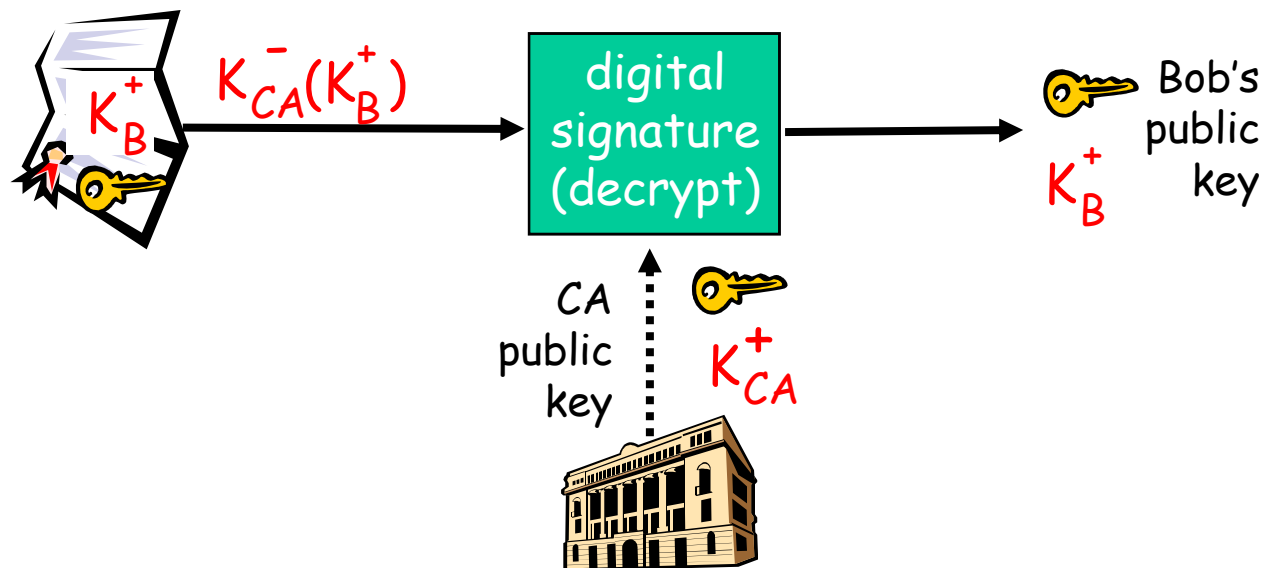 K_B^+
K_CA^-(K_B^+)
digital
signature
(decrypt)
Bob's
public
key
K_B^+
CA
public
key
K_CA^+